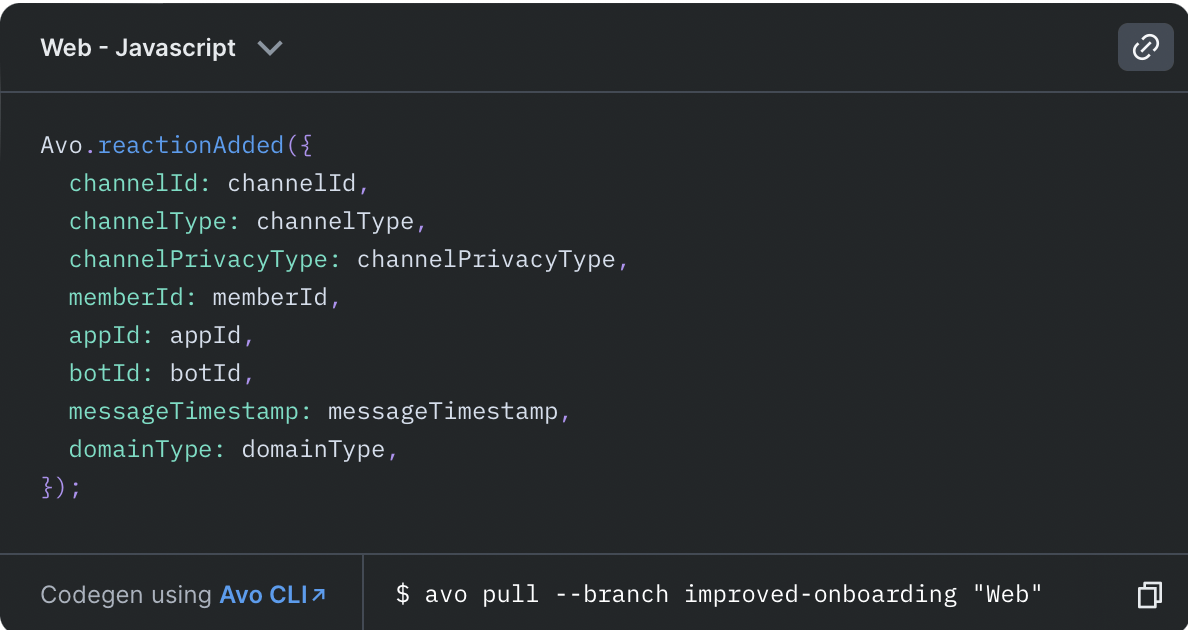 Web - Javascript
Avo.reactionAdded({
  channelId: channelId,
  channelType: channelType,
  channelPrivacyType: channelPrivacyType,
  memberId: memberId,
  appId: appId,
  botId: botId,
  messageTimestamp: messageTimestamp,
  domainType: domainType,
});
Codegen using Avo CLI↗
$ avo pull --branch improved-onboarding "Web"